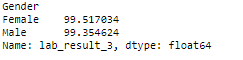 Gender
Female    99.517034
Male      99.354624
Name: lab_result_3, dtype: float64